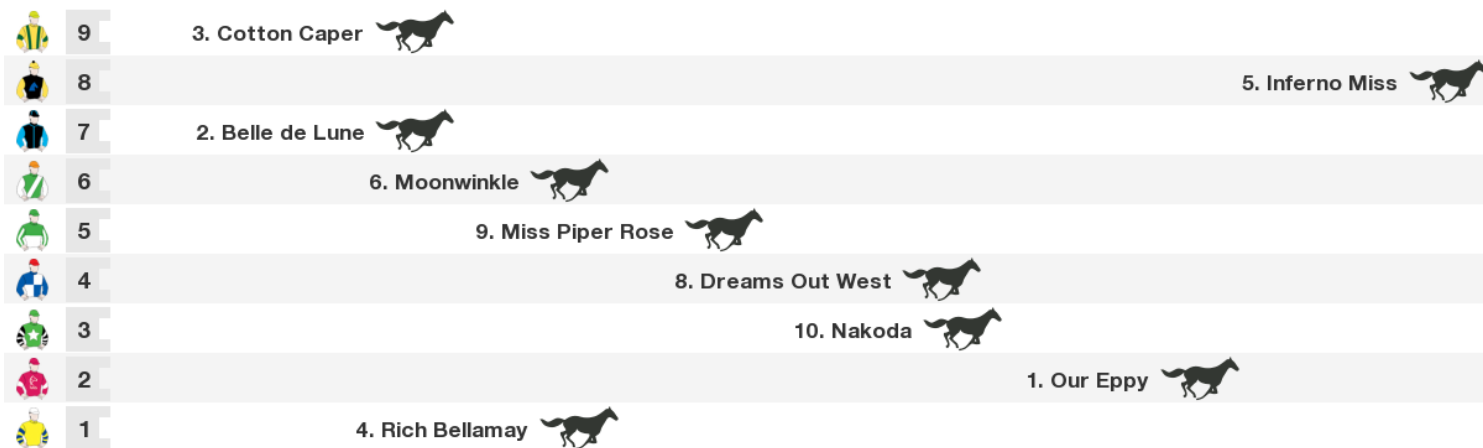 9 3. Cotton Caper
8 5. Inferno Miss
7 2. Belle de Lune
6 6. Moonwinkle
5 9. Miss Piper Rose
4 8. Dreams Out West
3 10. Nakoda
2 1. Our Eppy
1 4. Rich Bellamay